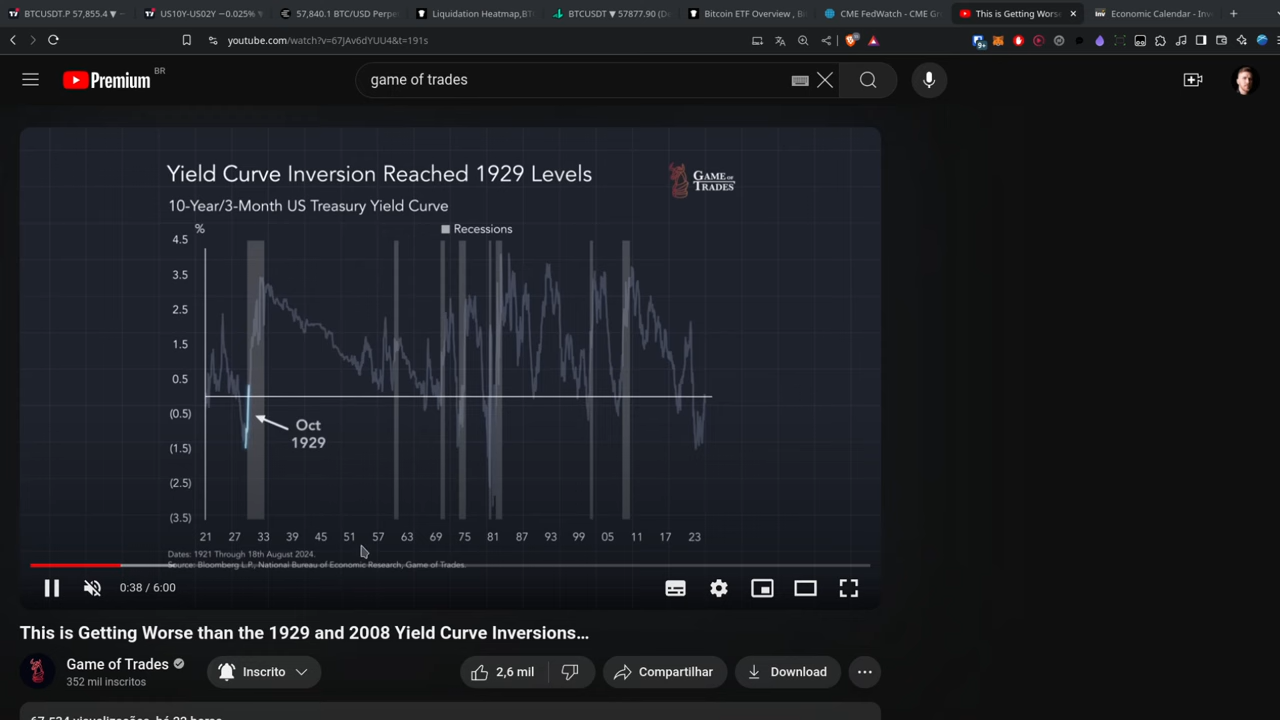 BTCUSDT.P 57,855.4 ▼
US10Y-US02Y −0.025%
57,840.1 BTC/USD Perpe
Liquidation Heatmap,BT
BTCUSDT ▼ 57877.90 (De
Bitcoin ETF Overview , Bi
CME FedWatch - CME Gr
This is Getting Worse
Economic Calendar - Inv
youtube.com/watch?v=67JAv6dYUU4&t=191s
9+
Premium BR
game of trades
Yield Curve Inversion Reached 1929 Levels
GAME OF TRADES
10-Year/3-Month US Treasury Yield Curve
%
Recessions
4.5
3.5
2.5
1.5
0.5
(0.5)
(1.5)
(2.5)
(3.5)
Oct
1929
21 27 33 39 45 51 57 63 69 75 81 87 93 99 05 11 17 23
Dates: 1921 Through 18th August 2024.
Source: Bloomberg L.P., National Bureau of Economic Research, Game of Trades.
0:38 / 6:00
This is Getting Worse than the 1929 and 2008 Yield Curve Inversions…
Game of Trades
352 mil inscritos
Inscrito
2,6 mil
Compartilhar
Download